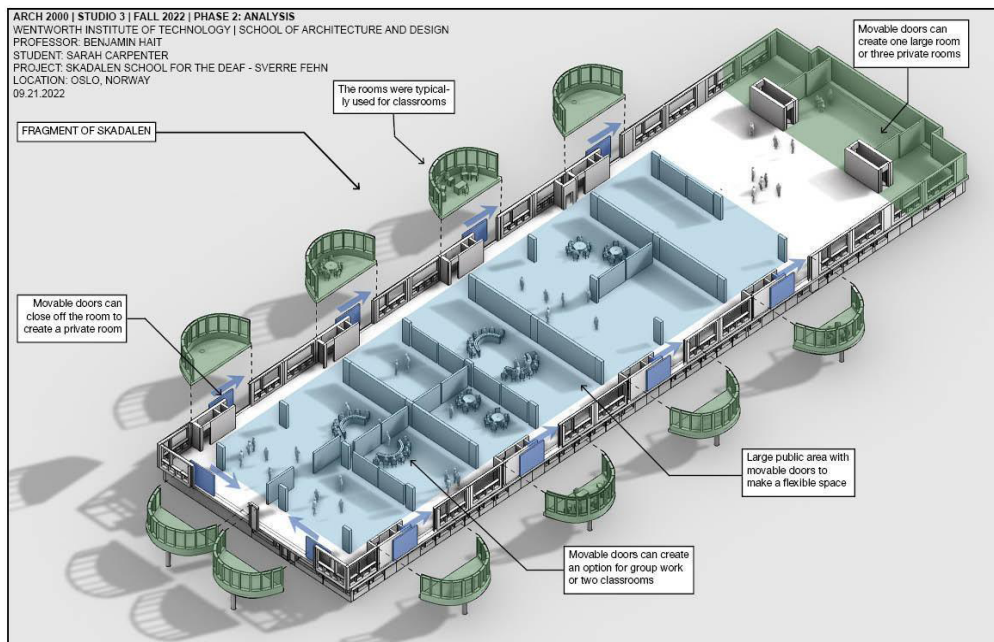 ARCH 2000 | STUDIO 3 | FALL 2022 | PHASE 2: ANALYSIS
WENTWORTH INSTITUTE OF TECHNOLOGY | SCHOOL OF ARCHITECTURE AND DESIGN
PROFESSOR: BENJAMIN HAIT
STUDENT: SARAH CARPENTER
PROJECT: SKADALEN SCHOOL FOR THE DEAF - SVERRE FEHN
LOCATION: OSLO, NORWAY
09.21.2022
FRAGMENT OF SKADALEN
The rooms were typical-
ly used for classrooms
Movable doors can
create one large room
or three private rooms
Movable doors can
close off the room to
create a private room
Large public area with
movable doors to
make a flexible space
Movable doors can create
an option for group work
or two classrooms